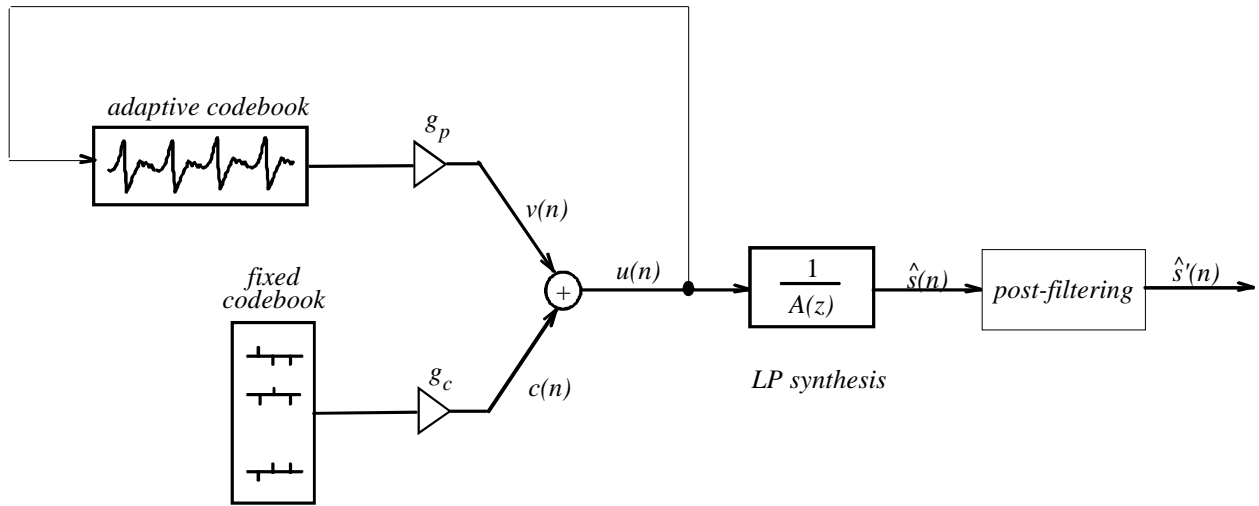 adaptive codebook
g_p
v(n)
fixed
codebook
g_c
c(n)
+
u(n)
1
A(z)
LP synthesis
ŝ(n)
post-filtering
ŝ'(n)